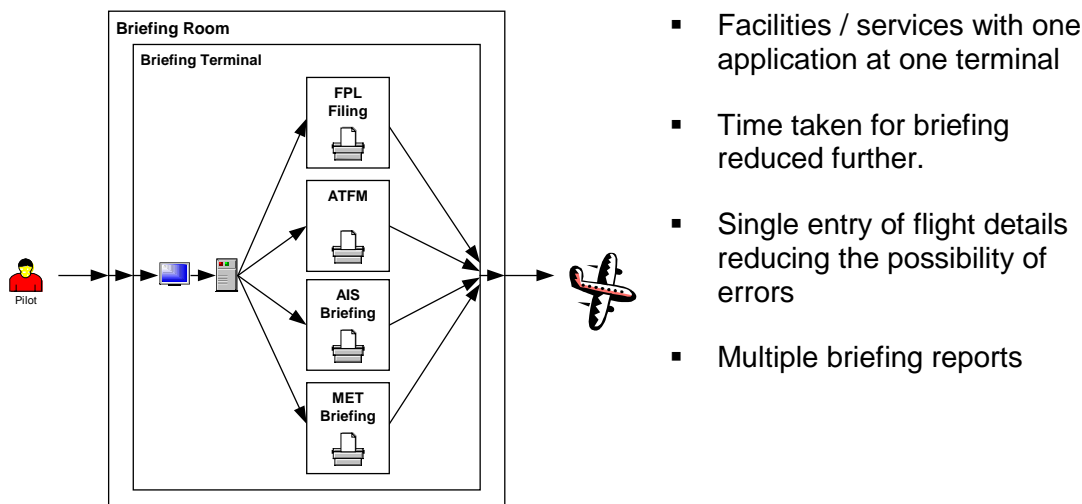 Briefing Room
Briefing Terminal
FPL
Filing
ATFM
AIS
Briefing
MET
Briefing
Pilot
▪ Facilities / services with one
application at one terminal
▪ Time taken for briefing
reduced further.
▪ Single entry of flight details
reducing the possibility of
errors
▪ Multiple briefing reports